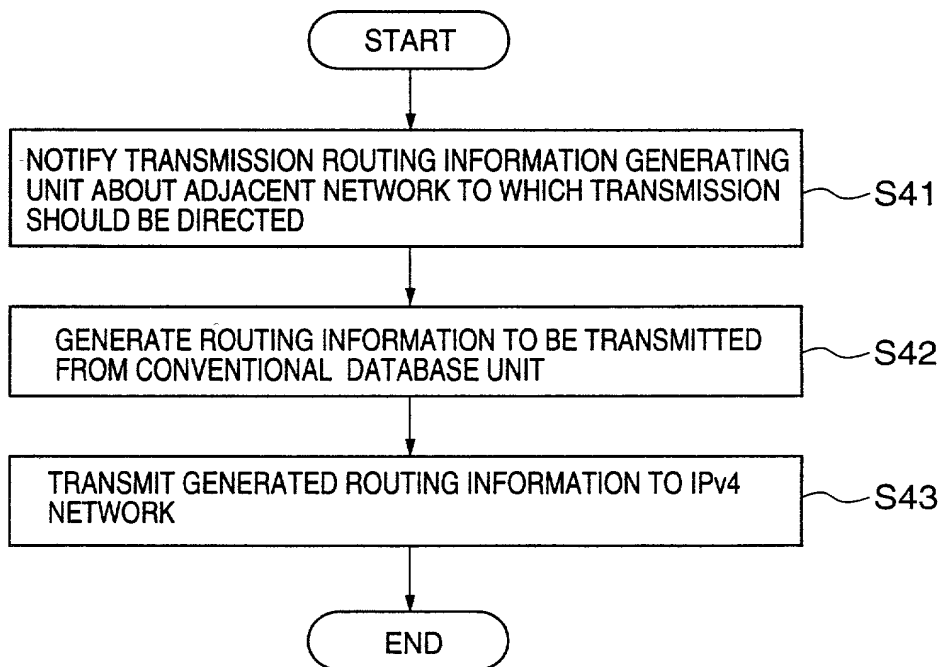 START
NOTIFY TRANSMISSION ROUTING INFORMATION GENERATING
UNIT ABOUT ADJACENT NETWORK TO WHICH TRANSMISSION
SHOULD BE DIRECTED
S41
GENERATE ROUTING INFORMATION TO BE TRANSMITTED
FROM CONVENTIONAL DATABASE UNIT
S42
TRANSMIT GENERATED ROUTING INFORMATION TO IPv4
NETWORK
S43
END